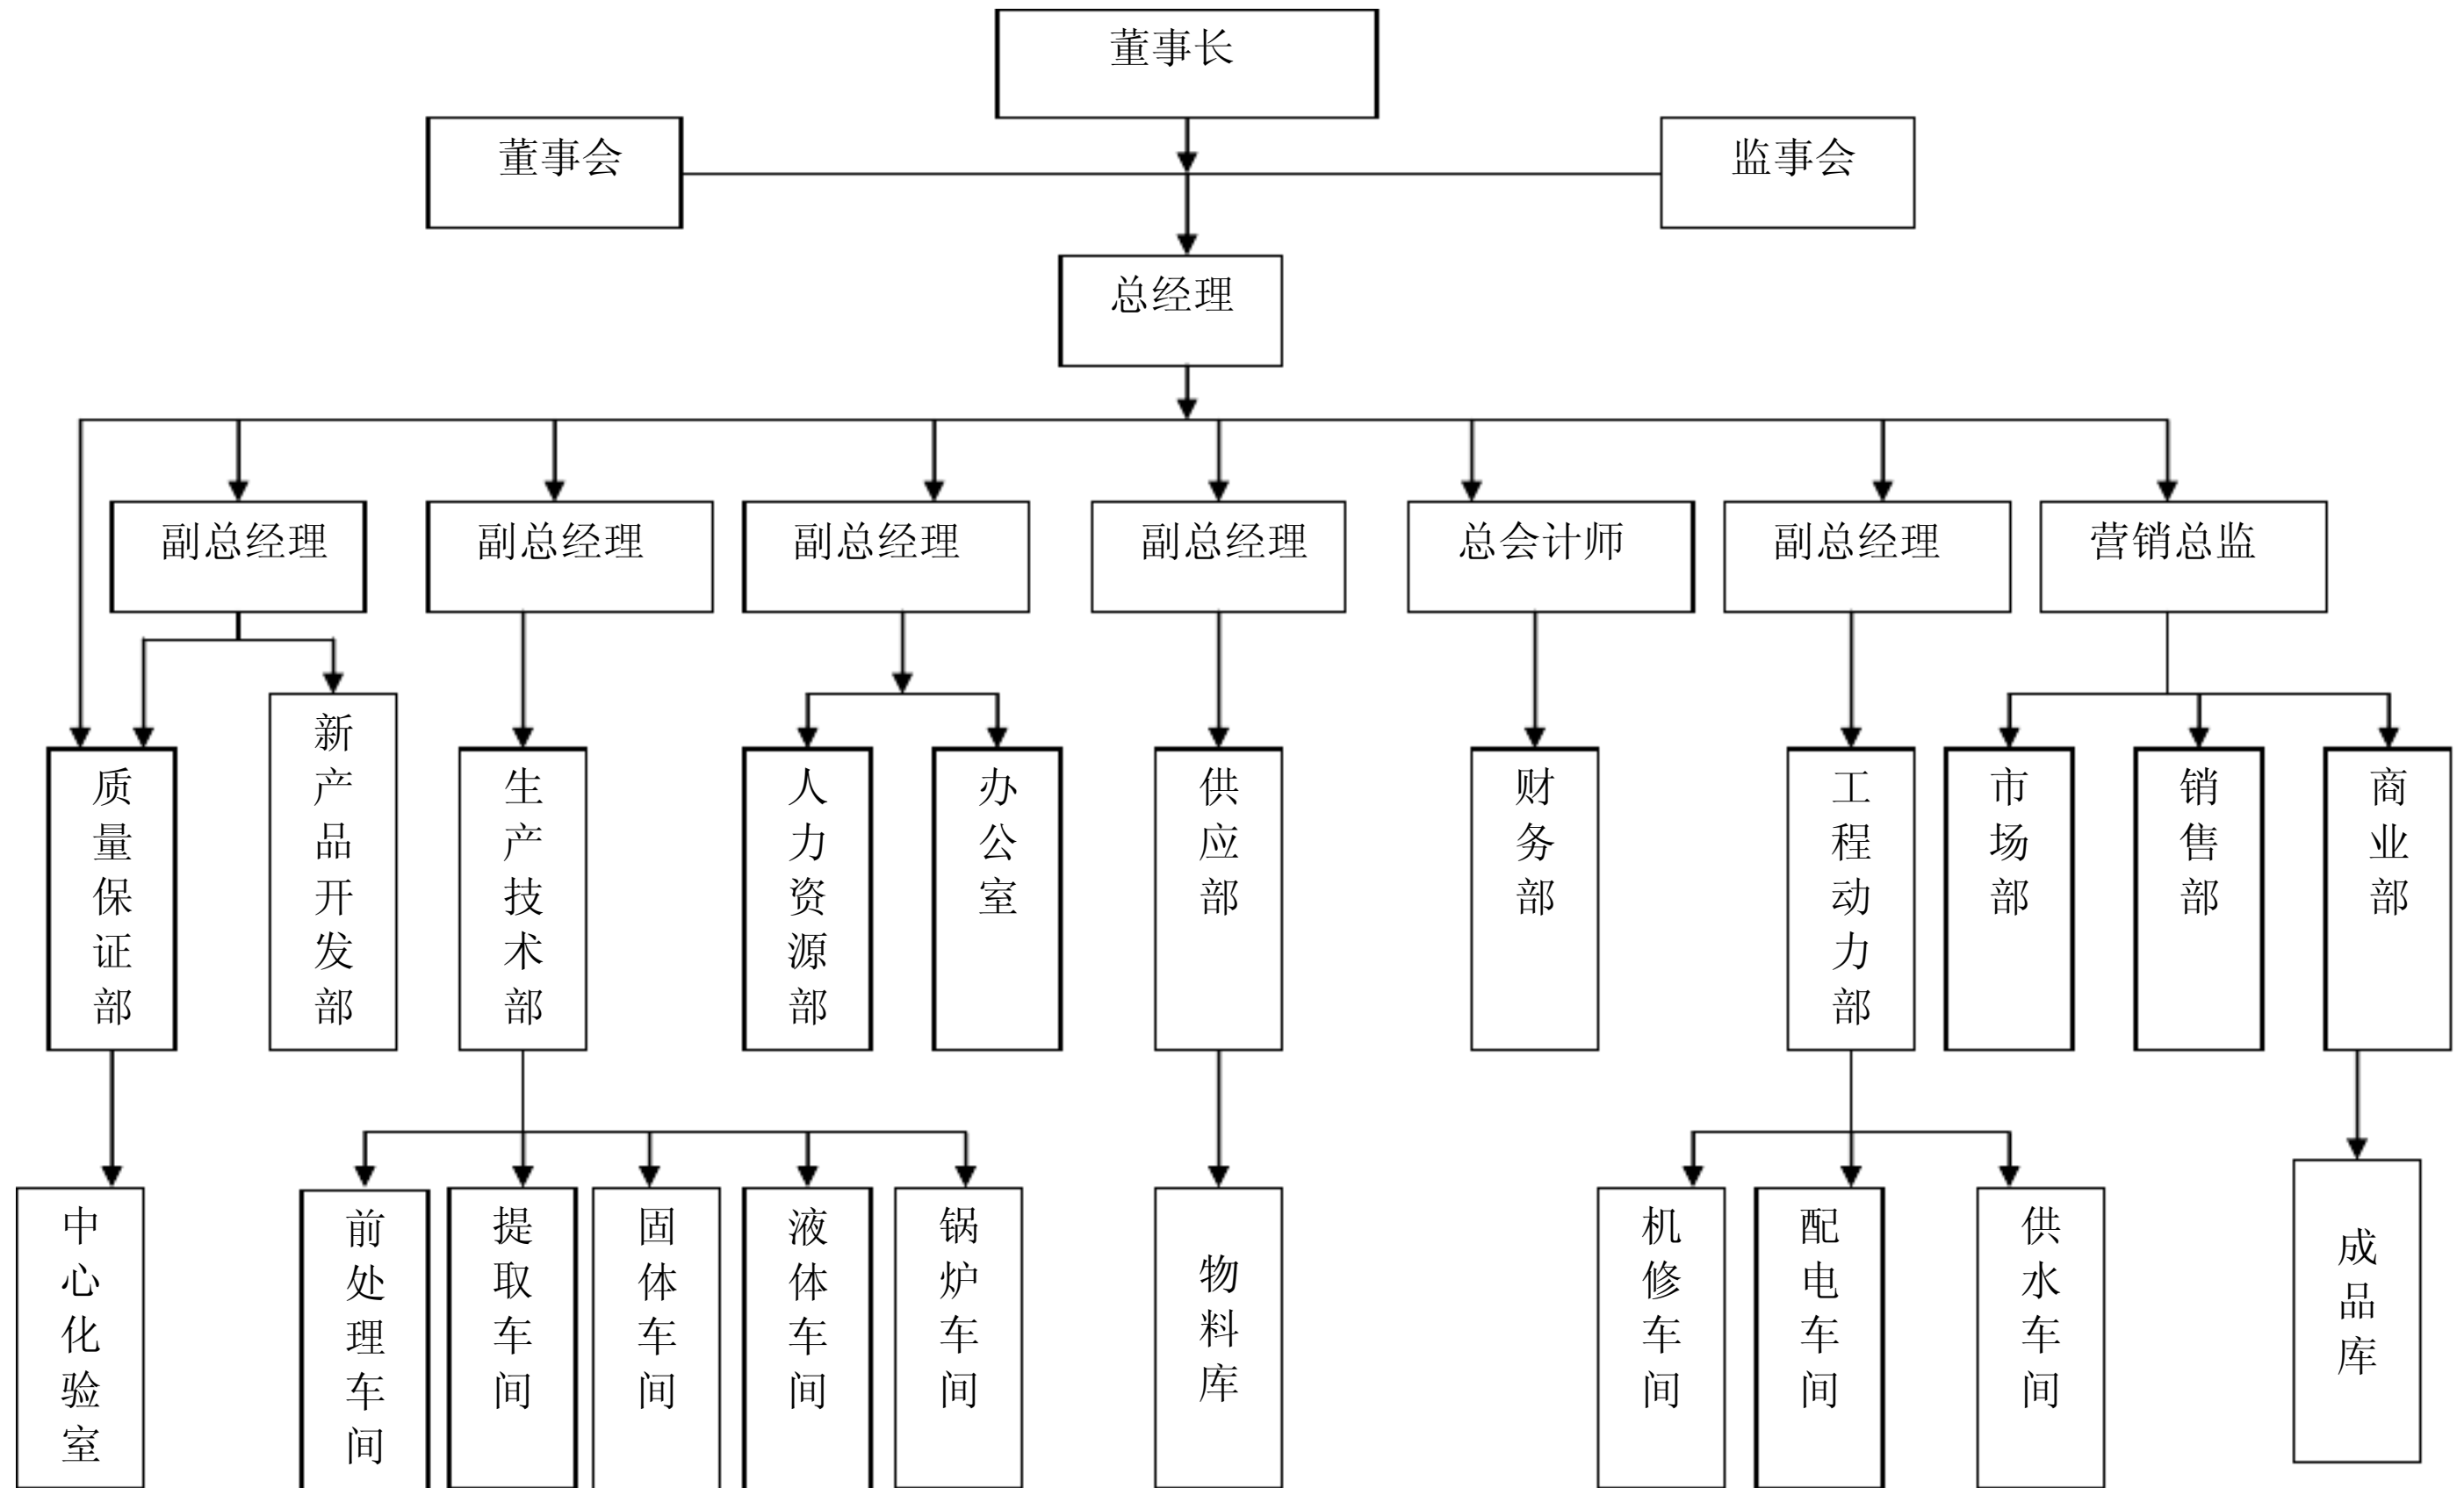 董事长
董事会
监事会
总经理
副总经理
副总经理
副总经理
副总经理
总会计师
副总经理
营销总监
质量保证部
新产品开发部
生产技术部
人力资源部
办公室
供应部
财务部
工程动力部
市场部
销售部
商业部
中心化验室
前处理车间
提取车间
固体车间
液体车间
锅炉车间
物料库
机修车间
配电车间
供水车间
成品库